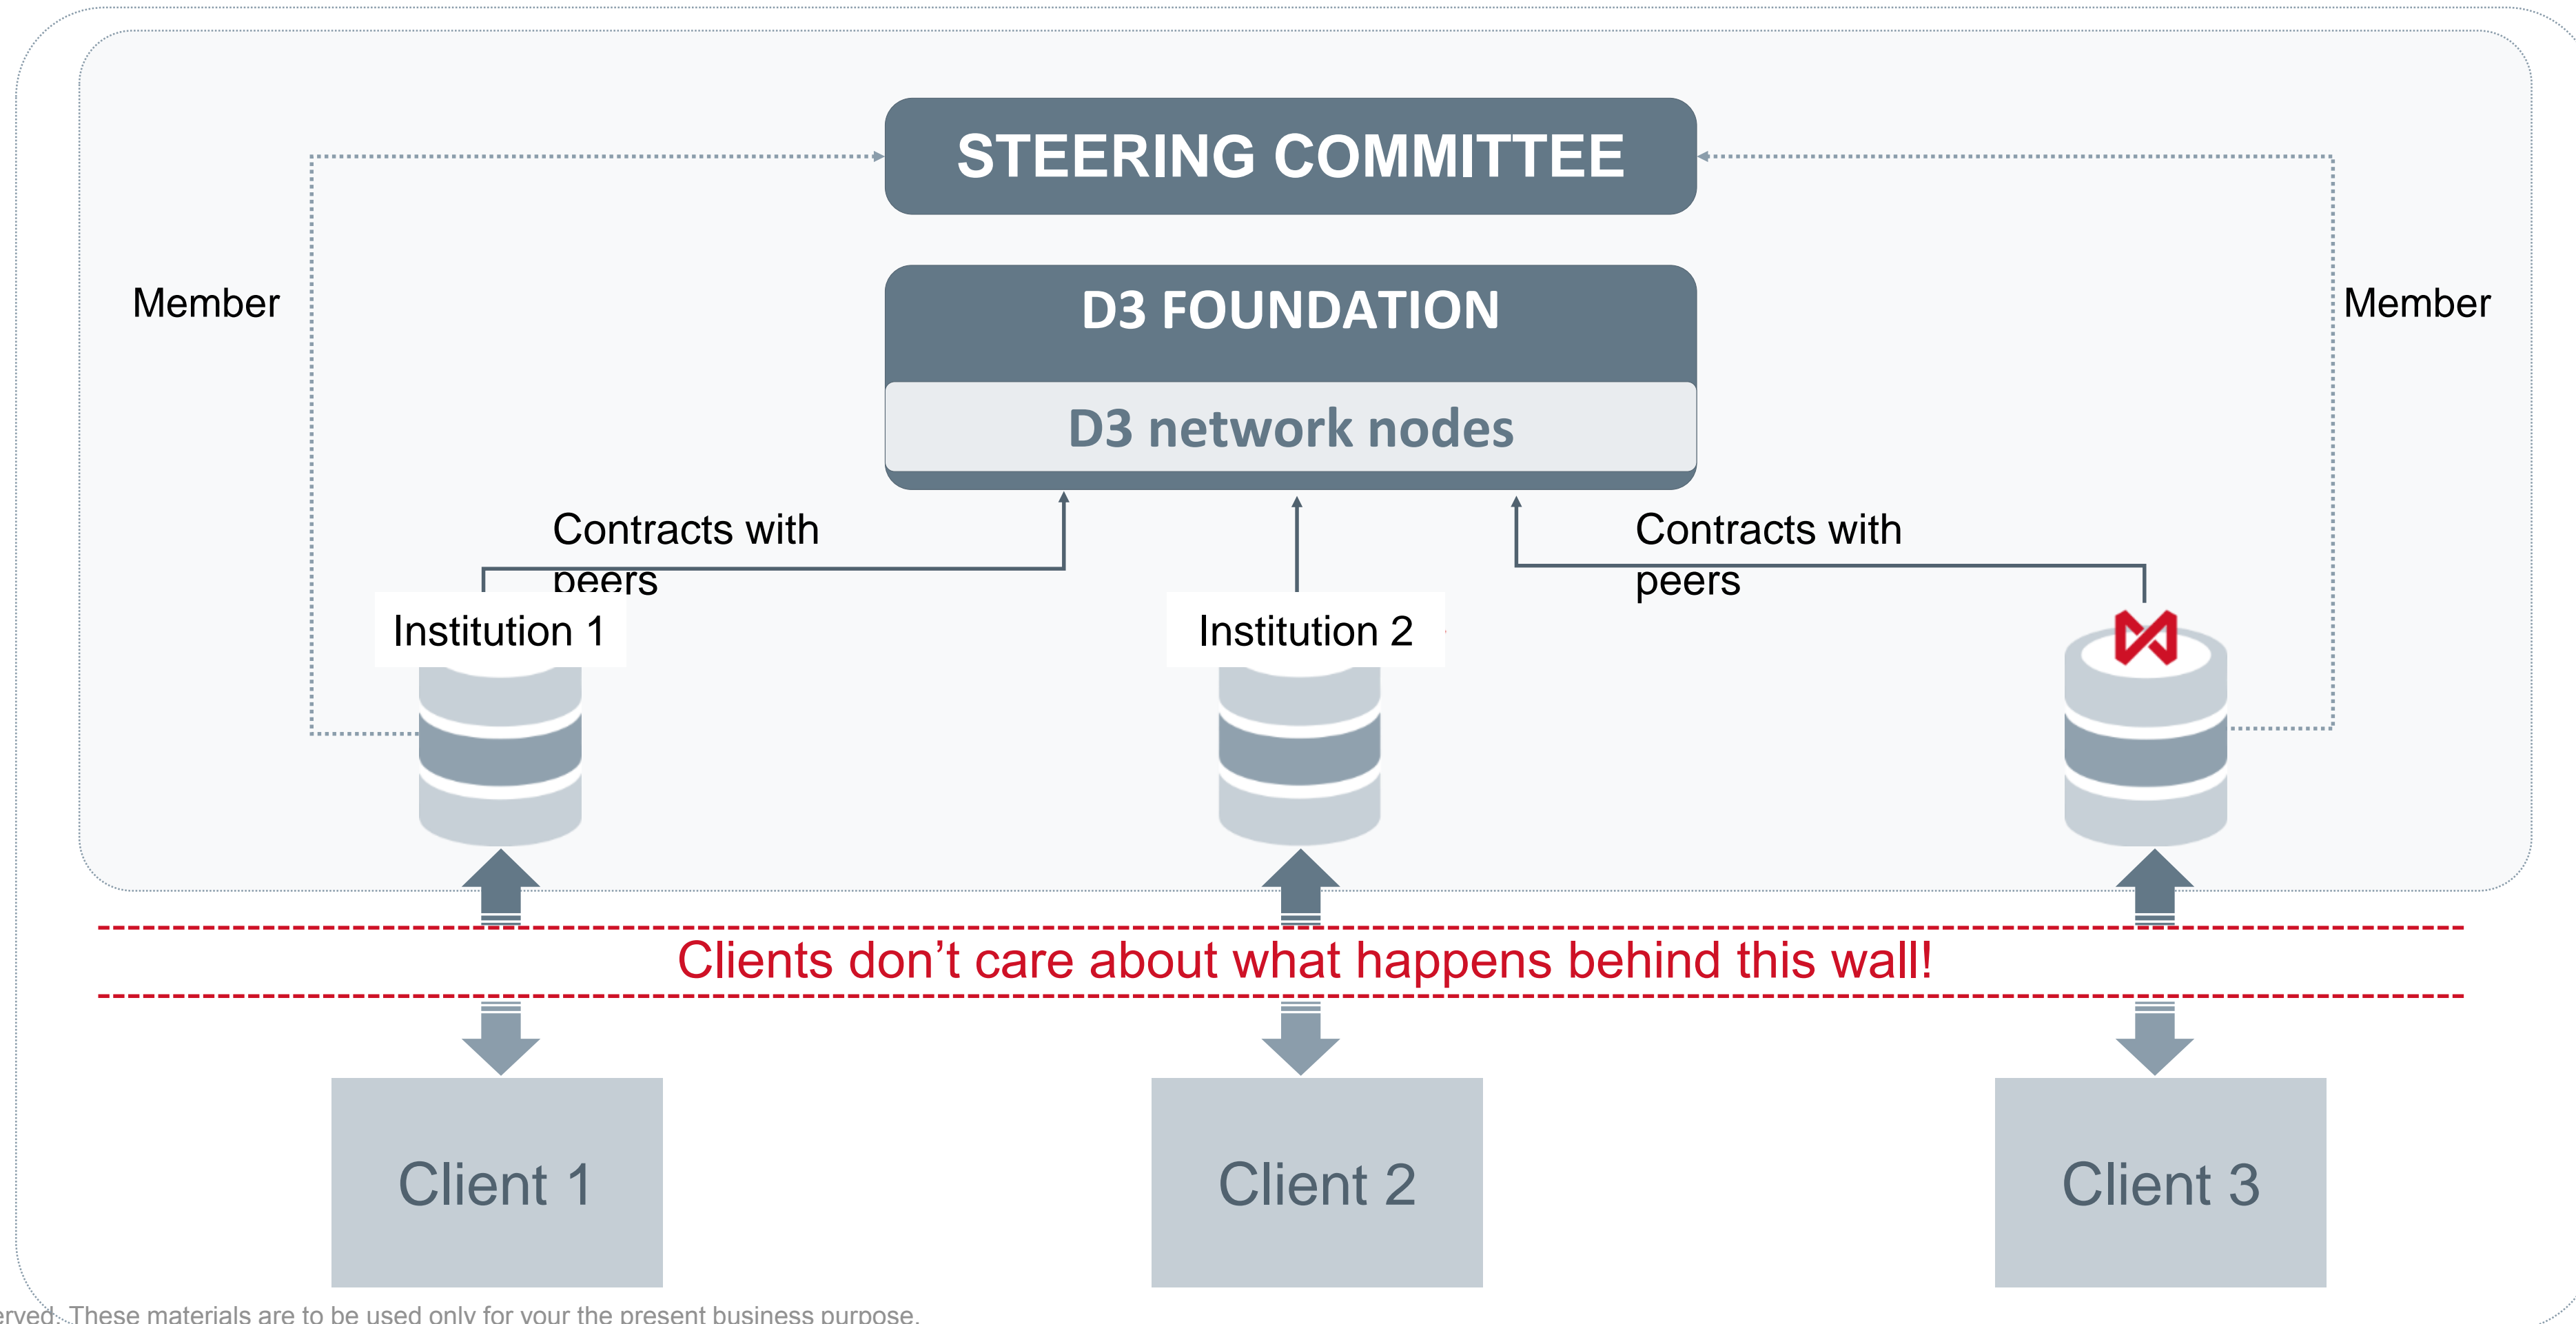 STEERING COMMITTEE
Member
D3 FOUNDATION
Member
D3 network nodes
Contracts with
peers
Contracts with
peers
Institution 1
Institution 2
Clients don’t care about what happens behind this wall!
Client 1
Client 2
Client 3
These materials are to be used only for your the present business purpose.